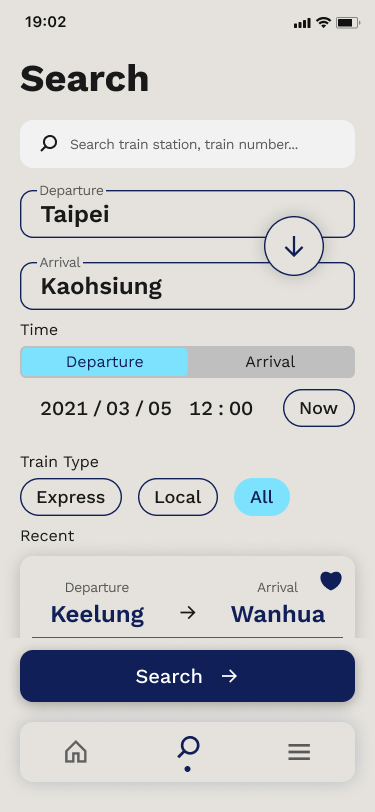 19:02
Search
Search train station, train number...
Departure
Taipei
Arrival
Kaohsiung
Time
Departure Arrival
2021 / 03 / 05 12 : 00 Now
Train Type
Express Local All
Recent
Departure Arrival
Keelung → Wanhua
Search →